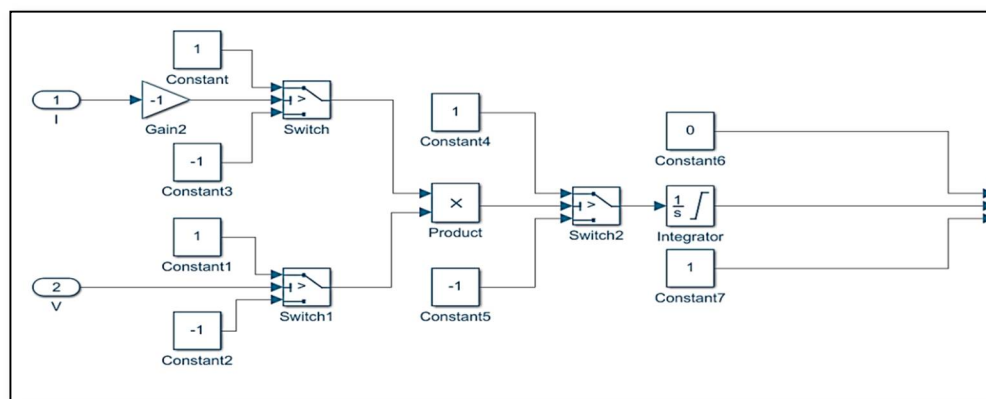 1
Constant
1
I
-1
Gain2
>
Switch
-1
Constant3
1
Constant4
0
Constant6
×
Product
>
Switch2
1
s
Integrator
1
Constant1
2
V
>
Switch1
-1
Constant2
-1
Constant5
1
Constant7